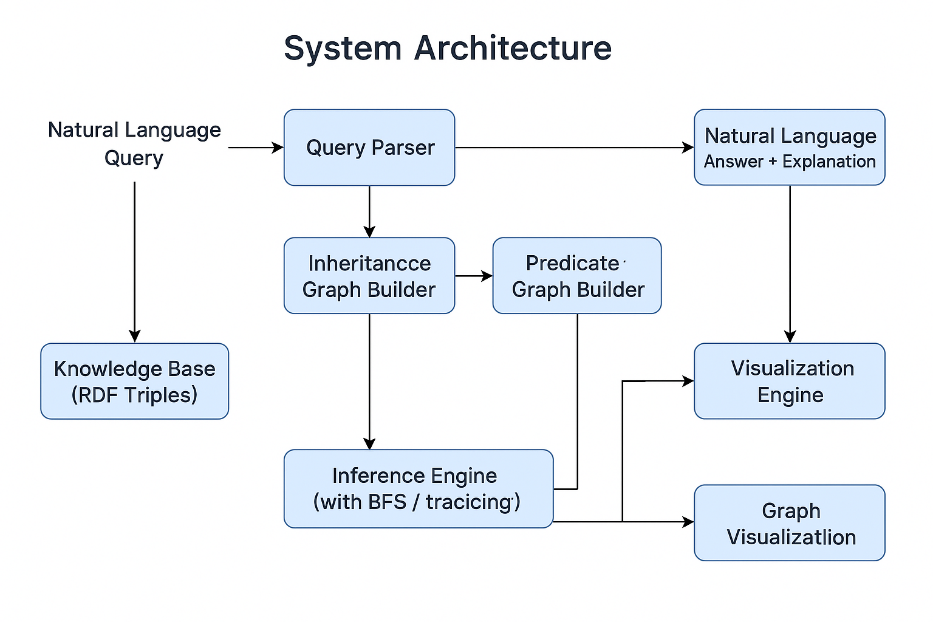 System Architecture
Natural Language
Query
Query Parser
Natural Language
Answer + Explanation
Inheritancce
Graph Builder
Predicate·
Graph Builder
Knowledge Base
(RDF Triples)
Visualization
Engine
Inference Engine
(with BFS / tracicing)
Graph
Visualizatlion